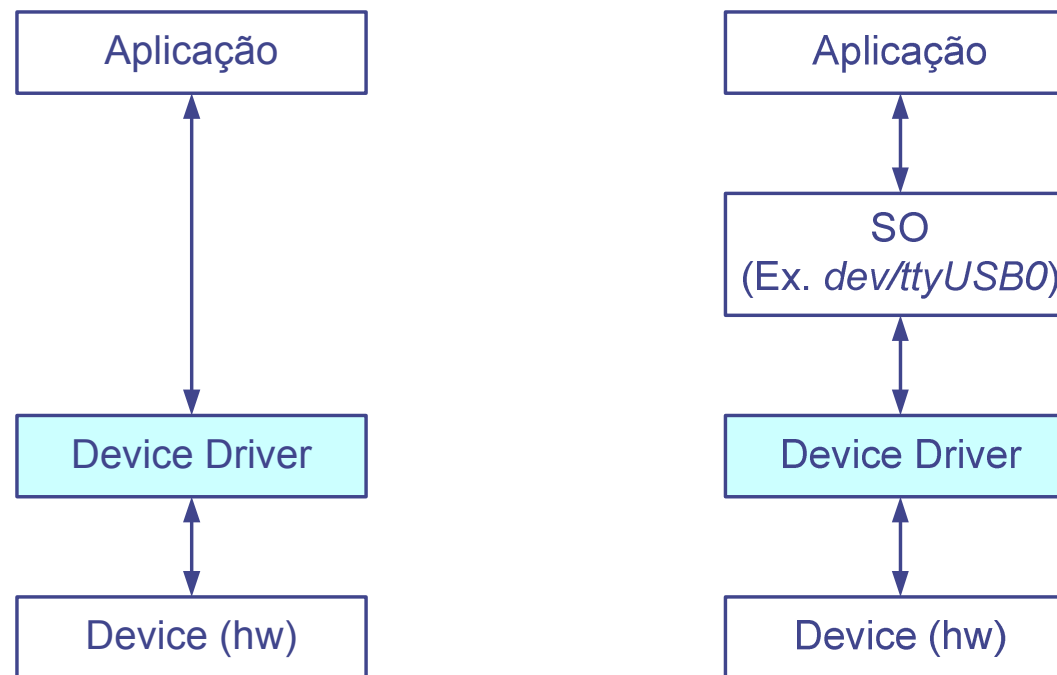 Aplicação
Device Driver
Device (hw)
Aplicação
SO
(Ex. dev/ttyUSB0)
Device Driver
Device (hw)